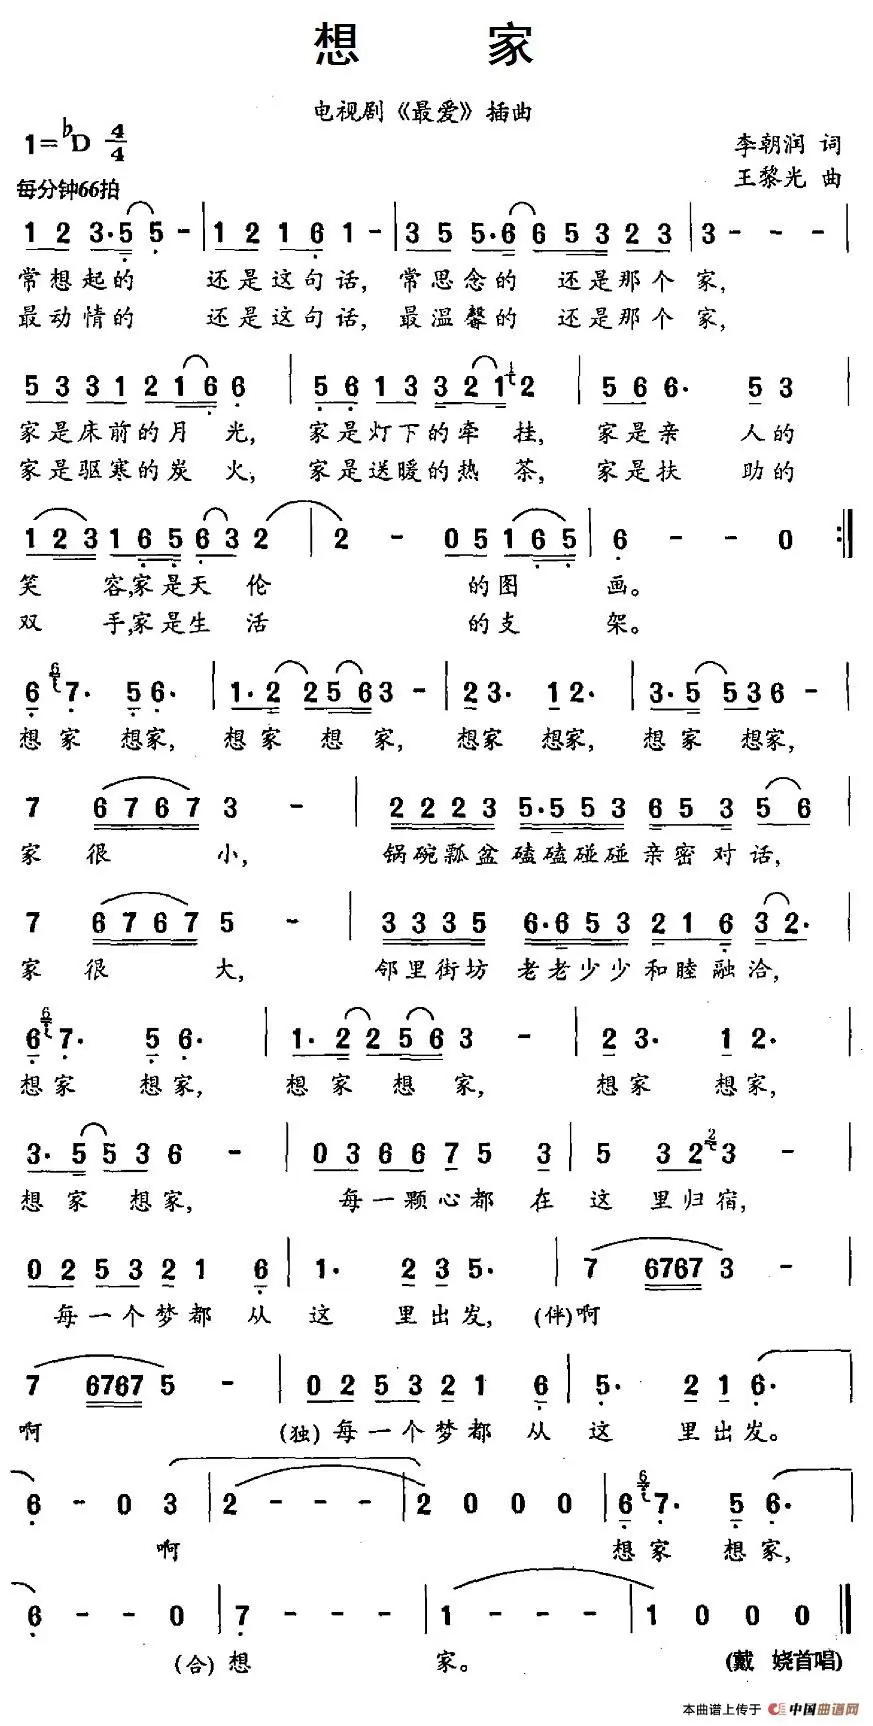 想 家
电视剧《最爱》插曲
1=♭D 4/4
李朝润 词
每分钟66拍
王黎光 曲
1 2 3·5 5 - | 1 2 1 6 1 - | 3 5 5·6 6 5 3 2 3 | 3 - - - |
常想起的 还是这句话, 常思念的 还是那个家,
最动情的 还是这句话, 最温馨的 还是那个家,
5 3 3 1 2 1 6 6 | 5 6 1 3 3 2 1 1 2 | 5 6 6· 5 3
家是床前的月光, 家是灯下的牵挂, 家是亲人的
家是驱寒的炭火, 家是送暖的热茶, 家是扶助的
1 2 3 1 6 5 6 3 2 | 2 - 0 5 1 6 5 | 6 - - 0 :‖
笑容,家是天伦 的图画。
双手,家是生活 的支架。
6 6 7· 5 6· | 1·2 2 5 6 3 - | 2 3· 1 2· | 3·5 5 3 6 - |
想家 想家, 想家 想家, 想家 想家, 想家 想家,
7 6 7 6 7 3 - | 2 2 2 3 5·5 5 3 6 5 3 5 6
家很小, 锅碗瓢盆磕磕碰碰亲密对话,
7 6 7 6 7 5 - | 3 3 3 5 6·6 5 3 2 1 6 3 2· |
家很大, 邻里街坊 老老少少和睦融洽,
6 6 7· 5 6· | 1·2 2 5 6 3 - | 2 3· 1 2· |
想家 想家, 想家 想家, 想家 想家,
3·5 5 3 6 - | 0 3 6 6 7 5 3 | 5 3 2 2 3 - |
想家 想家, 每一颗心都在这里归宿,
0 2 5 3 2 1 6 | 1· 2 3 5· | 7 6767 3 - |
每一个梦都从这里出发, (伴)啊
7 6767 5 - | 0 2 5 3 2 1 6 | 5· 2 1 6· |
啊 (独)每一个梦都从这里出发。
6 - 0 3 | 2 - - - | 2 0 0 0 | 6 6 7· 5 6· |
啊 想家 想家,
6 - - 0 | 7 - - - | 1 - - - | 1 0 0 0 ‖
(合)想 家。 (戴 娆首唱)
本曲谱上传于 中国曲谱网